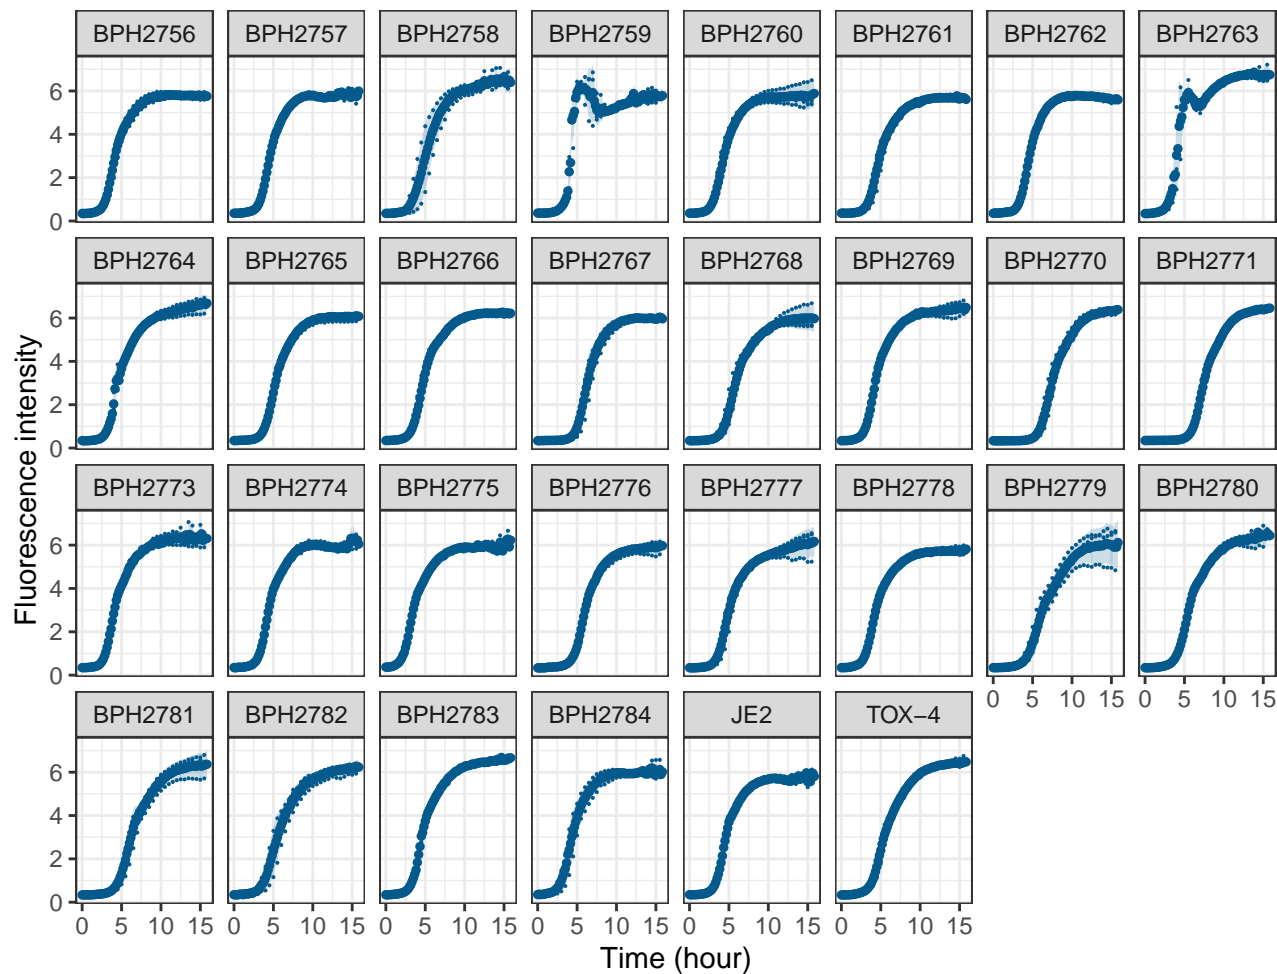 BPH2756 BPH2757 BPH2758 BPH2759 BPH2760 BPH2761 BPH2762 BPH2763
6
4
2
0
BPH2764 BPH2765 BPH2766 BPH2767 BPH2768 BPH2769 BPH2770 BPH2771
6
4
2
0
Fluorescence intensity
BPH2773 BPH2774 BPH2775 BPH2776 BPH2777 BPH2778 BPH2779 BPH2780
6
4
2
0
0 5 10 15 0 5 10 15
BPH2781 BPH2782 BPH2783 BPH2784 JE2 TOX−4
6
4
2
0
0 5 10 15 0 5 10 15 0 5 10 15 0 5 10 15 0 5 10 15 0 5 10 15
Time (hour)